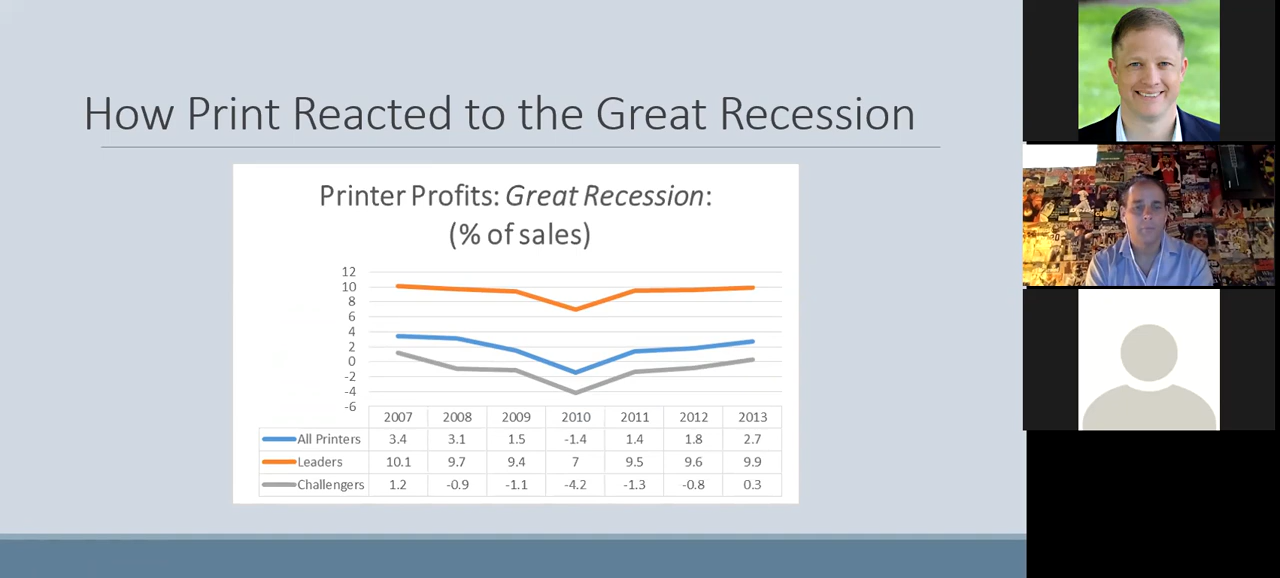 How Print Reacted to the Great Recession
Printer Profits: Great Recession:
(% of sales)
12
10
8
6
4
2
0
-2
-4
-6
2007 2008 2009 2010 2011 2012 2013
All Printers 3.4 3.1 1.5 -1.4 1.4 1.8 2.7
Leaders 10.1 9.7 9.4 7 9.5 9.6 9.9
Challengers 1.2 -0.9 -1.1 -4.2 -1.3 -0.8 0.3